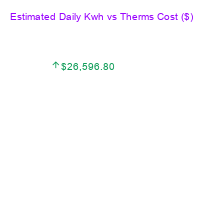 Estimated Daily Kwh vs Therms Cost ($)
↑$26,596.80